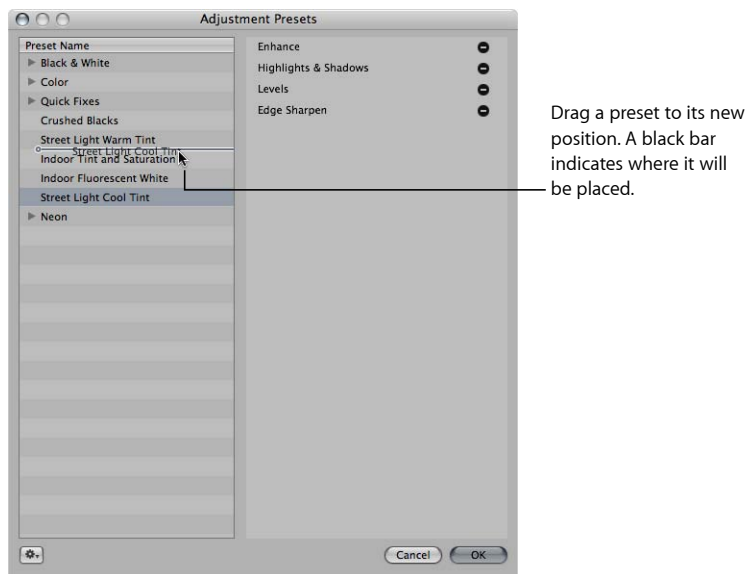 Adjustment Presets
Preset Name
Black & White
Color
Quick Fixes
Crushed Blacks
Street Light Warm Tint
Street Light Cool Tin
Indoor Tint and Saturation
Indoor Fluorescent White
Street Light Cool Tint
Neon
Enhance
Highlights & Shadows
Levels
Edge Sharpen
Cancel
OK
Drag a preset to its new
position. A black bar
indicates where it will
be placed.